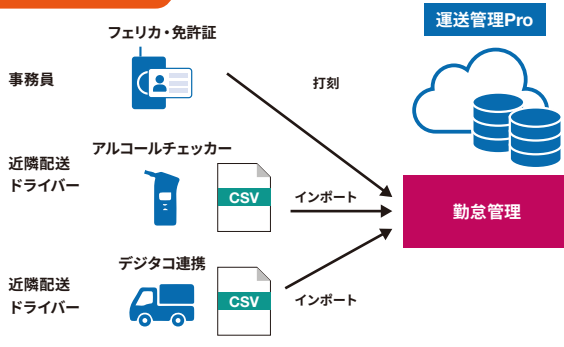 運送管理Pro
フェリカ・免許証
事務員
打刻
アルコールチェッカー
近隣配送
ドライバー
CSV
インポート
勤怠管理
デジタコ連携
近隣配送
ドライバー
CSV
インポート